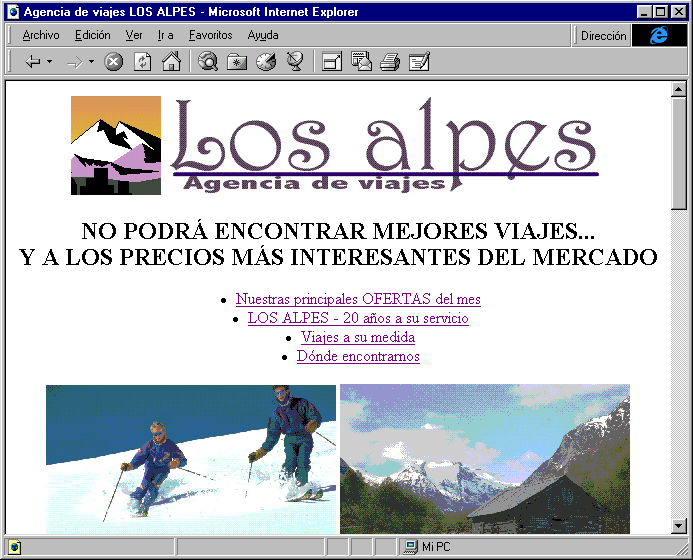 Agencia de viajes LOS ALPES - Microsoft Internet Explorer
Archivo Edición Ver Ir a Favoritos Ayuda Dirección
Los alpes
Agencia de viajes
NO PODRÁ ENCONTRAR MEJORES VIAJES...
Y A LOS PRECIOS MÁS INTERESANTES DEL MERCADO
Nuestras principales OFERTAS del mes
LOS ALPES - 20 años a su servicio
Viajes a su medida
Dónde encontrarnos
Mi PC